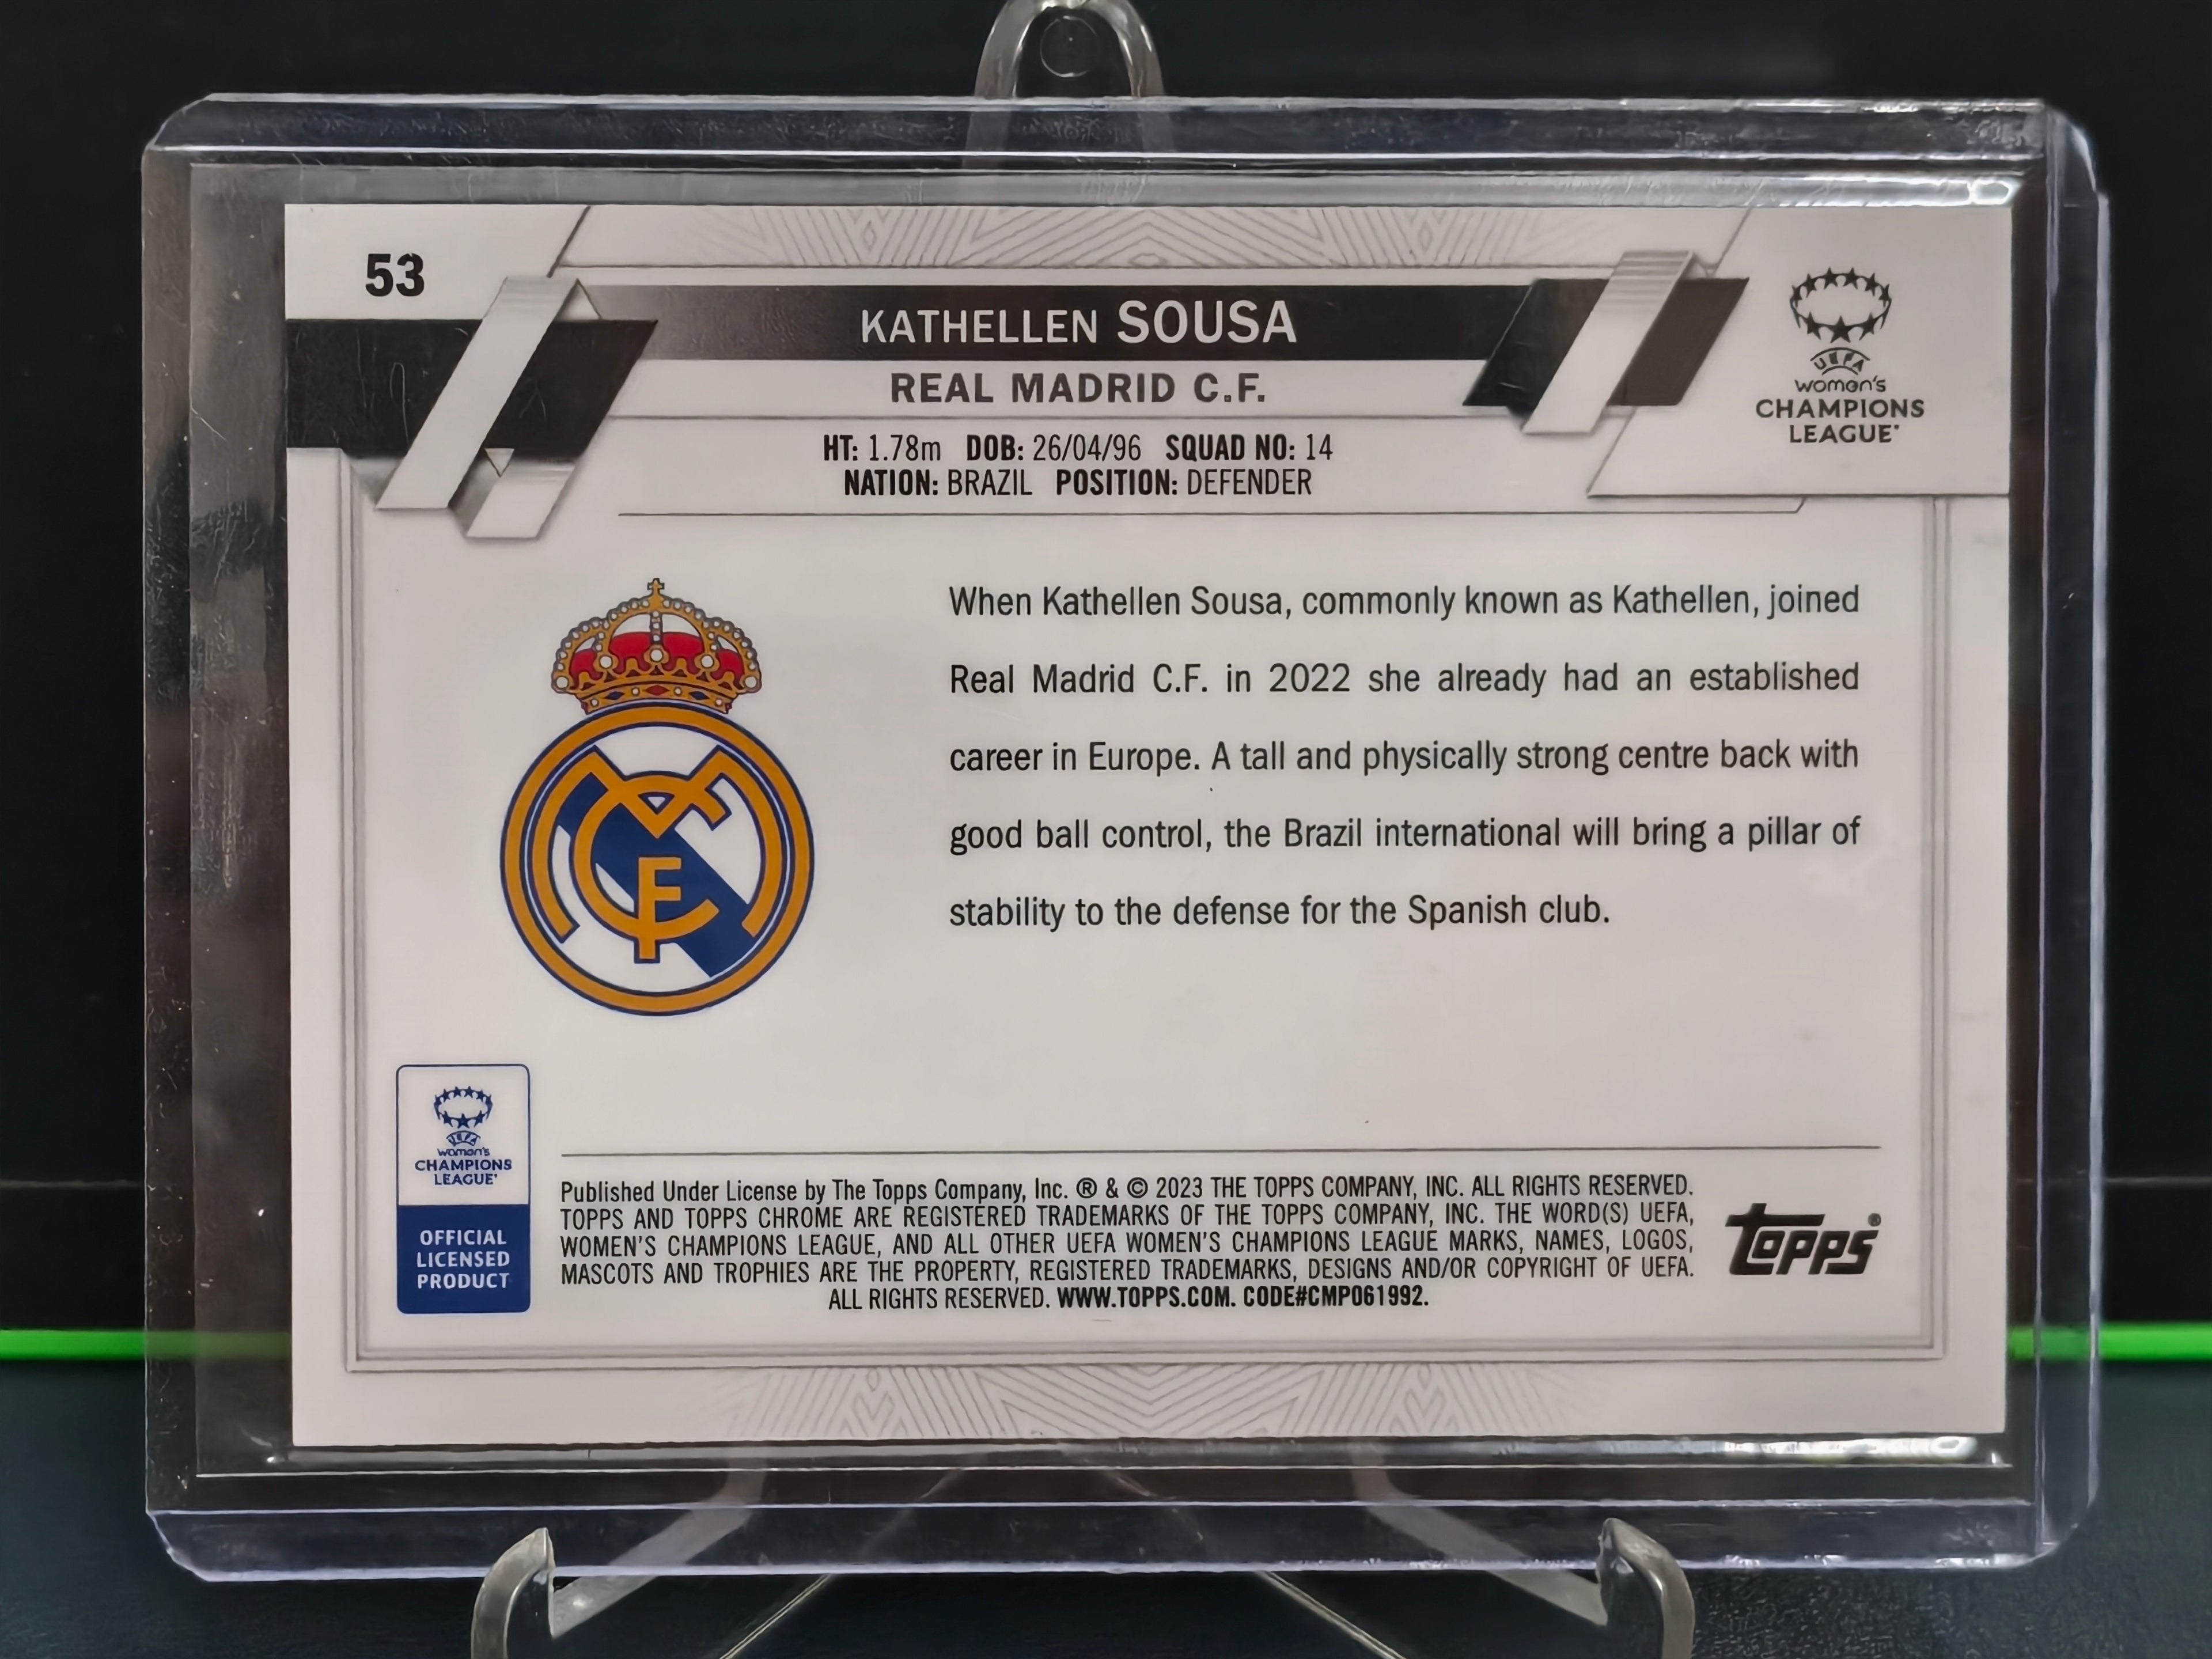 53
KATHELLEN SOUSA
REAL MADRID C.F.
HT: 1.78m DOB: 26/04/96 SQUAD NO: 14
NATION: BRAZIL POSITION: DEFENDER
UEFA
women's
CHAMPIONS
LEAGUE
When Kathellen Sousa, commonly known as Kathellen, joined
Real Madrid C.F. in 2022 she already had an established
career in Europe. A tall and physically strong centre back with
good ball control, the Brazil international will bring a pillar of
stability to the defense for the Spanish club.
MCF
UEFA
women's
CHAMPIONS
LEAGUE
OFFICIAL
LICENSED
PRODUCT
Published Under License by The Topps Company, Inc. ® & © 2023 THE TOPPS COMPANY, INC. ALL RIGHTS RESERVED.
TOPPS AND TOPPS CHROME ARE REGISTERED TRADEMARKS OF THE TOPPS COMPANY, INC. THE WORD(S) UEFA,
WOMEN'S CHAMPIONS LEAGUE, AND ALL OTHER UEFA WOMEN'S CHAMPIONS LEAGUE MARKS, NAMES, LOGOS,
MASCOTS AND TROPHIES ARE THE PROPERTY, REGISTERED TRADEMARKS, DESIGNS AND/OR COPYRIGHT OF UEFA.
ALL RIGHTS RESERVED. WWW.TOPPS.COM. CODE#CMP061992.
topps®